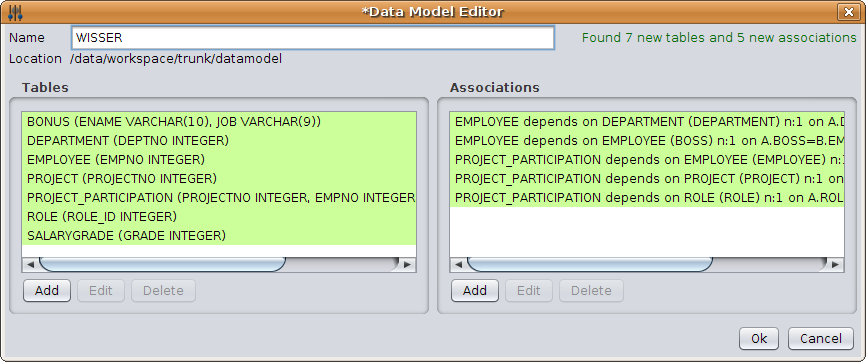 *Data Model Editor
Name WISSER Found 7 new tables and 5 new associations
Location /data/workspace/trunk/datamodel
Tables
BONUS (ENAME VARCHAR(10), JOB VARCHAR(9))
DEPARTMENT (DEPTNO INTEGER)
EMPLOYEE (EMPNO INTEGER)
PROJECT (PROJECTNO INTEGER)
PROJECT_PARTICIPATION (PROJECTNO INTEGER, EMPNO INTEGER
ROLE (ROLE_ID INTEGER)
SALARYGRADE (GRADE INTEGER)
Add Edit Delete
Associations
EMPLOYEE depends on DEPARTMENT (DEPARTMENT) n:1 on A.D
EMPLOYEE depends on EMPLOYEE (BOSS) n:1 on A.BOSS=B.EM
PROJECT_PARTICIPATION depends on EMPLOYEE (EMPLOYEE) n:1
PROJECT_PARTICIPATION depends on PROJECT (PROJECT) n:1 on
PROJECT_PARTICIPATION depends on ROLE (ROLE) n:1 on A.ROL
Add Edit Delete
Ok Cancel